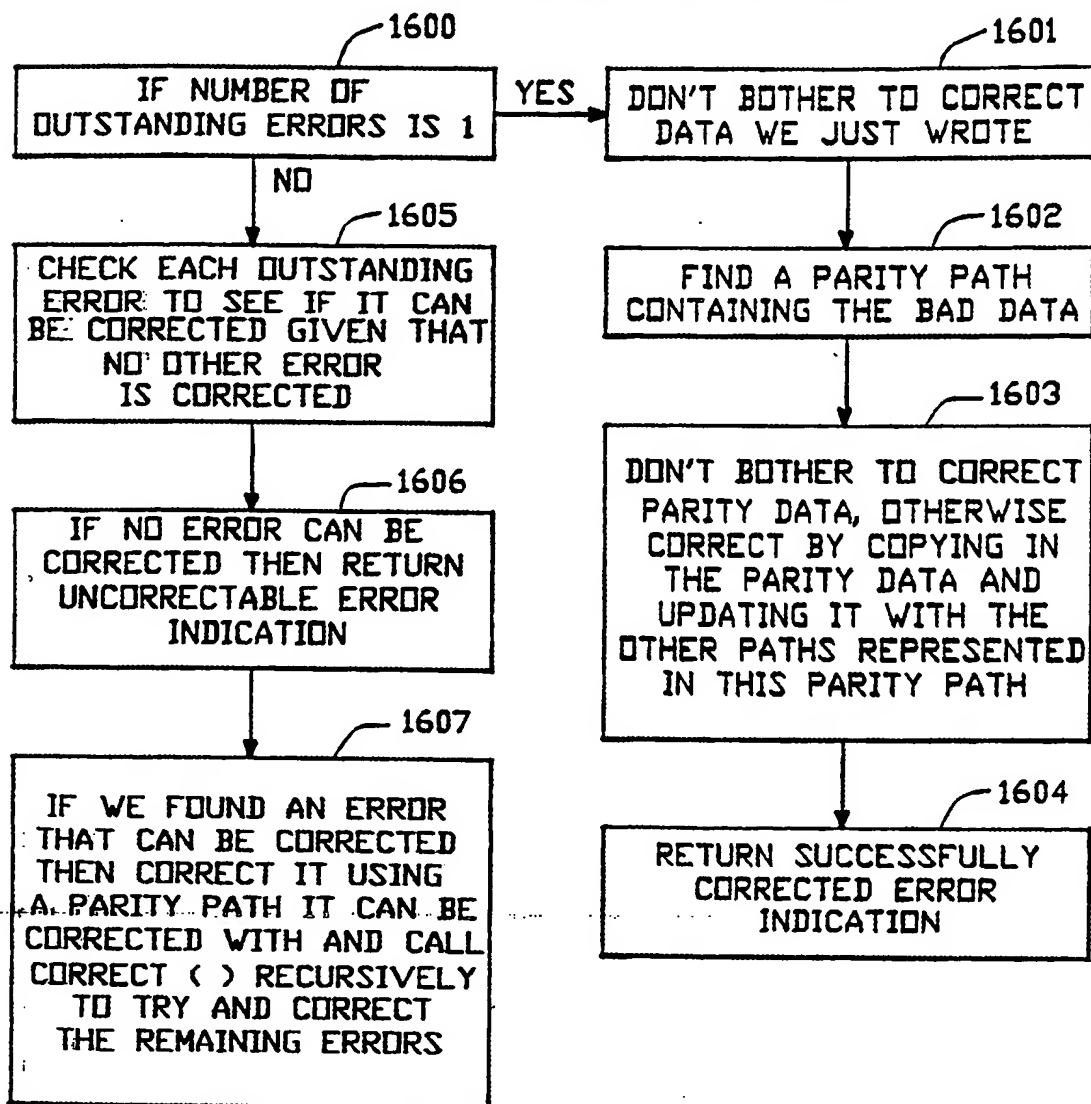 1600
IF NUMBER OF
OUTSTANDING ERRORS IS 1
YES
NO
1601
DON'T BOTHER TO CORRECT
DATA WE JUST WROTE
1605
CHECK EACH OUTSTANDING
ERROR TO SEE IF IT CAN
BE CORRECTED GIVEN THAT
NO OTHER ERROR
IS CORRECTED
1602
FIND A PARITY PATH
CONTAINING THE BAD DATA
1606
IF NO ERROR CAN BE
CORRECTED THEN RETURN
UNCORRECTABLE ERROR
INDICATION
1603
DON'T BOTHER TO CORRECT
PARITY DATA, OTHERWISE
CORRECT BY COPYING IN
THE PARITY DATA AND
UPDATING IT WITH THE
OTHER PATHS REPRESENTED
IN THIS PARITY PATH
1607
IF WE FOUND AN ERROR
THAT CAN BE CORRECTED
THEN CORRECT IT USING
A PARITY PATH IT CAN BE
CORRECTED WITH AND CALL
CORRECT ( ) RECURSIVELY
TO TRY AND CORRECT
THE REMAINING ERRORS
1604
RETURN SUCCESSFULLY
CORRECTED ERROR
INDICATION